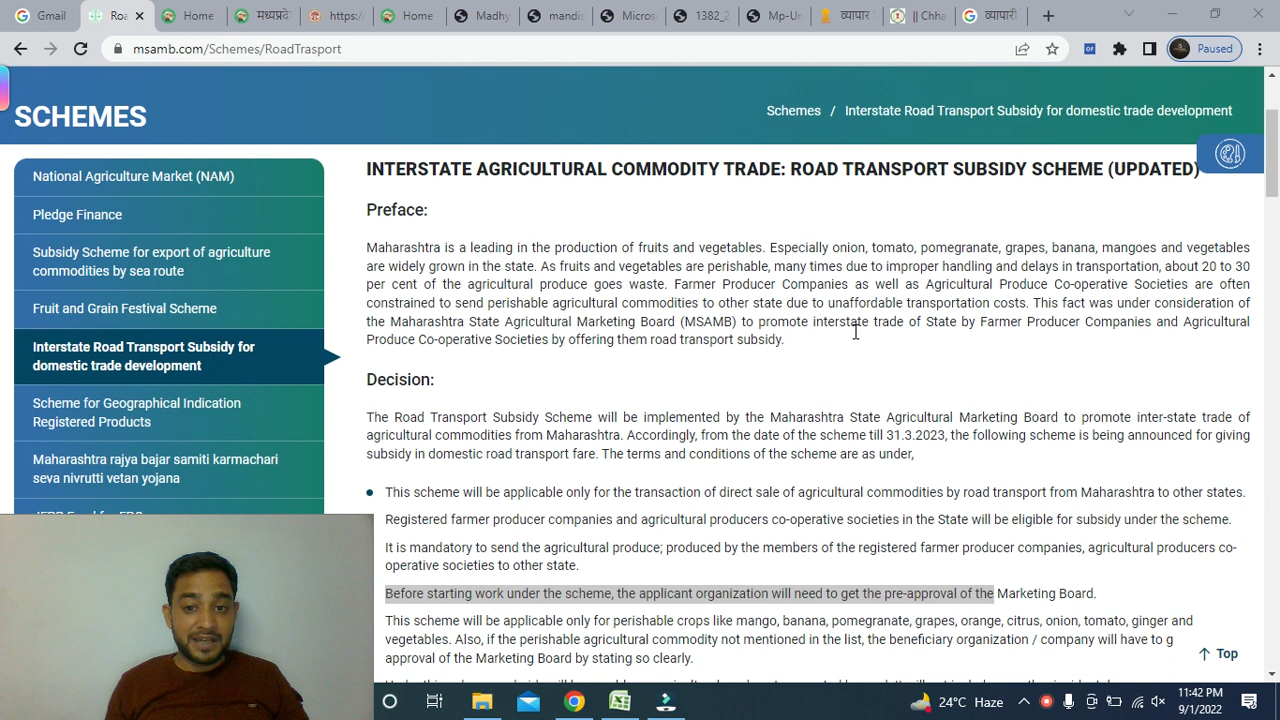 Gmail
Roa
Home
मध्यप्रदे
https:/
Home
Madhy
mandis
Micros
1382_2
Mp-Un
व्यापार
|| Chha
व्यापारी
msamb.com/Schemes/RoadTrasport
Paused
SCHEMES
Schemes / Interstate Road Transport Subsidy for domestic trade development
National Agriculture Market (NAM)
Pledge Finance
Subsidy Scheme for export of agriculture
commodities by sea route
Fruit and Grain Festival Scheme
Interstate Road Transport Subsidy for
domestic trade development
Scheme for Geographical Indication
Registered Products
Maharashtra rajya bajar samiti karmachari
seva nivrutti vetan yojana
INTERSTATE AGRICULTURAL COMMODITY TRADE: ROAD TRANSPORT SUBSIDY SCHEME (UPDATED)
Preface:
Maharashtra is a leading in the production of fruits and vegetables. Especially onion, tomato, pomegranate, grapes, banana, mangoes and vegetables
are widely grown in the state. As fruits and vegetables are perishable, many times due to improper handling and delays in transportation, about 20 to 30
per cent of the agricultural produce goes waste. Farmer Producer Companies as well as Agricultural Produce Co-operative Societies are often
constrained to send perishable agricultural commodities to other state due to unaffordable transportation costs. This fact was under consideration of
the Maharashtra State Agricultural Marketing Board (MSAMB) to promote interstate trade of State by Farmer Producer Companies and Agricultural
Produce Co-operative Societies by offering them road transport subsidy.
Decision:
The Road Transport Subsidy Scheme will be implemented by the Maharashtra State Agricultural Marketing Board to promote inter-state trade of
agricultural commodities from Maharashtra. Accordingly, from the date of the scheme till 31.3.2023, the following scheme is being announced for giving
subsidy in domestic road transport fare. The terms and conditions of the scheme are as under,
This scheme will be applicable only for the transaction of direct sale of agricultural commodities by road transport from Maharashtra to other states.
Registered farmer producer companies and agricultural producers co-operative societies in the State will be eligible for subsidy under the scheme.
It is mandatory to send the agricultural produce; produced by the members of the registered farmer producer companies, agricultural producers co-
operative societies to other state.
Before starting work under the scheme, the applicant organization will need to get the pre-approval of the Marketing Board.
This scheme will be applicable only for perishable crops like mango, banana, pomegranate, grapes, orange, citrus, onion, tomato, ginger and
vegetables. Also, if the perishable agricultural commodity not mentioned in the list, the beneficiary organization / company will have to g
approval of the Marketing Board by stating so clearly.
Top
24°C Haze
11:42 PM
9/1/2022